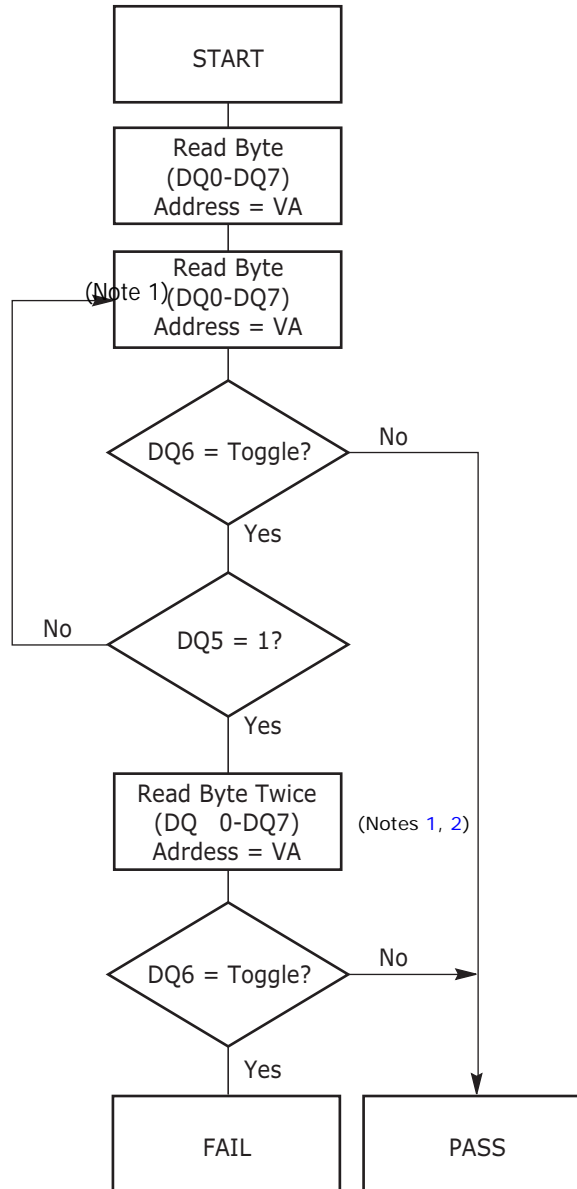 START
Read Byte
(DQ0-DQ7)
Address = VA
Read Byte
(Note 1)
(DQ0-DQ7)
Address = VA
DQ6 = Toggle?
No
Yes
No
DQ5 = 1?
Yes
Read Byte Twice
(DQ 0-DQ7)
Adrdess = VA
(Notes 1, 2)
DQ6 = Toggle?
No
Yes
FAIL
PASS